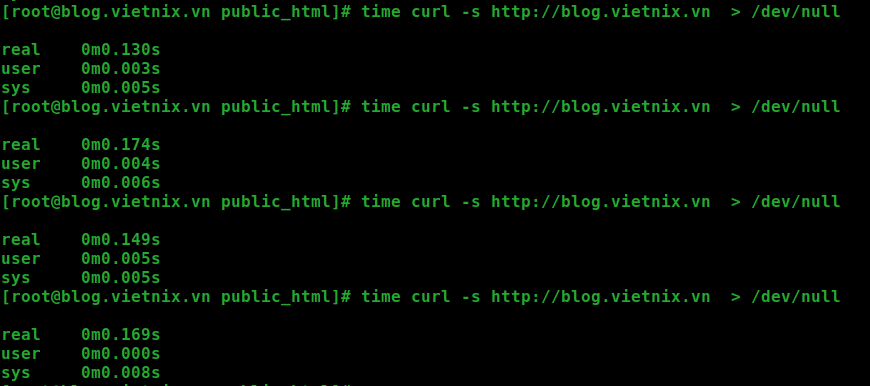 [root@blog.vietnix.vn public_html]# time curl -s http://blog.vietnix.vn  > /dev/null
real    0m0.130s
user    0m0.003s
sys     0m0.005s
[root@blog.vietnix.vn public_html]# time curl -s http://blog.vietnix.vn  > /dev/null
real    0m0.174s
user    0m0.004s
sys     0m0.006s
[root@blog.vietnix.vn public_html]# time curl -s http://blog.vietnix.vn  > /dev/null
real    0m0.149s
user    0m0.005s
sys     0m0.005s
[root@blog.vietnix.vn public_html]# time curl -s http://blog.vietnix.vn  > /dev/null
real    0m0.169s
user    0m0.000s
sys     0m0.008s